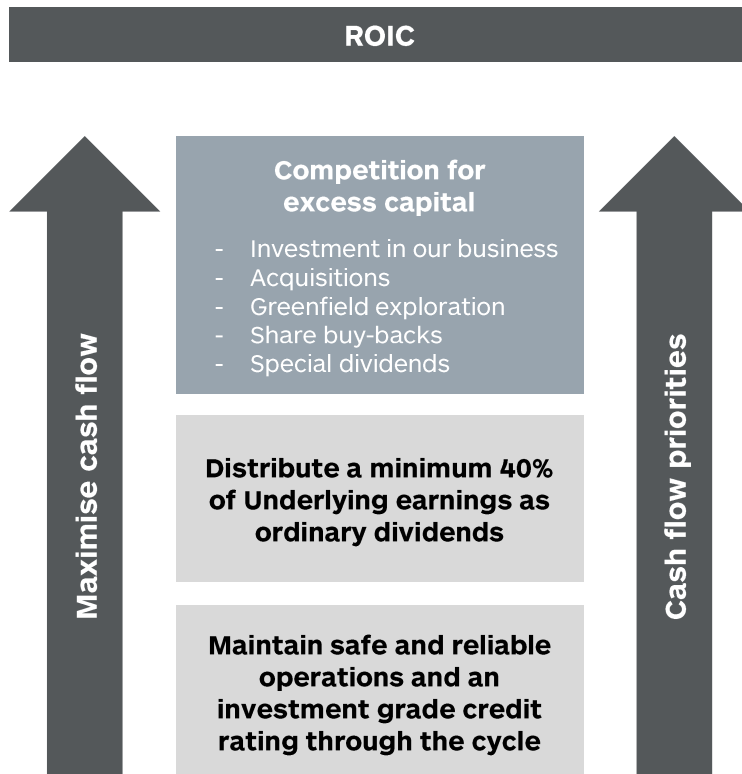 ROIC
Competition for
excess capital
- Investment in our business
- Acquisitions
- Greenfield exploration
- Share buy-backs
- Special dividends
Maximise cash flow
Cash flow priorities
Distribute a minimum 40%
of Underlying earnings as
ordinary dividends
Maintain safe and reliable
operations and an
investment grade credit
rating through the cycle